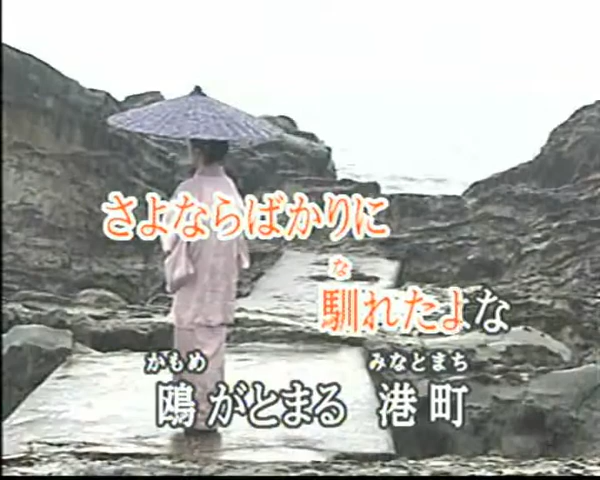 さよならばかりに
な
馴れたよな
かもめ みなとまち
鴎がとまる 港町